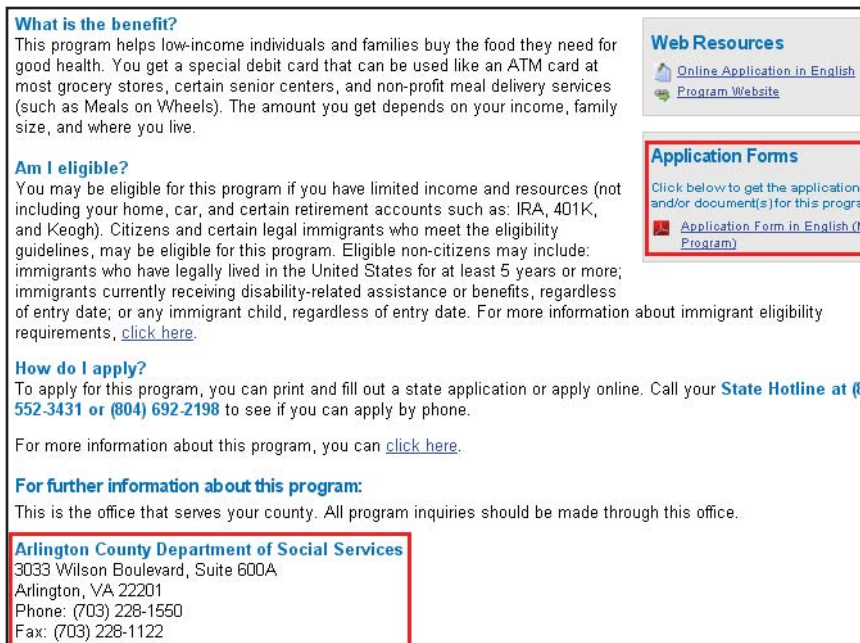 What is the benefit?
This program helps low-income individuals and families buy the food they need for
good health. You get a special debit card that can be used like an ATM card at
most grocery stores, certain senior centers, and non-profit meal delivery services
(such as Meals on Wheels). The amount you get depends on your income, family
size, and where you live.
Am I eligible?
You may be eligible for this program if you have limited income and resources (not
including your home, car, and certain retirement accounts such as: IRA, 401K,
and Keogh). Citizens and certain legal immigrants who meet the eligibility
guidelines, may be eligible for this program. Eligible non-citizens may include:
immigrants who have legally lived in the United States for at least 5 years or more;
immigrants currently receiving disability-related assistance or benefits, regardless
of entry date; or any immigrant child, regardless of entry date. For more information about immigrant eligibility
requirements, click here.
How do I apply?
To apply for this program, you can print and fill out a state application or apply online. Call your State Hotline at
552-3431 or (804) 692-2198 to see if you can apply by phone.
For more information about this program, you can click here.
For further information about this program:
This is the office that serves your county. All program inquiries should be made through this office.
Arlington County Department of Social Services
3033 Wilson Boulevard, Suite 600A
Arlington, VA 22201
Phone: (703) 228-1550
Fax: (703) 228-1122
Web Resources
Online Application in English
Program Website
Application Forms
Click below to get the application
and/or document(s) for this
Application Form in English
Program)